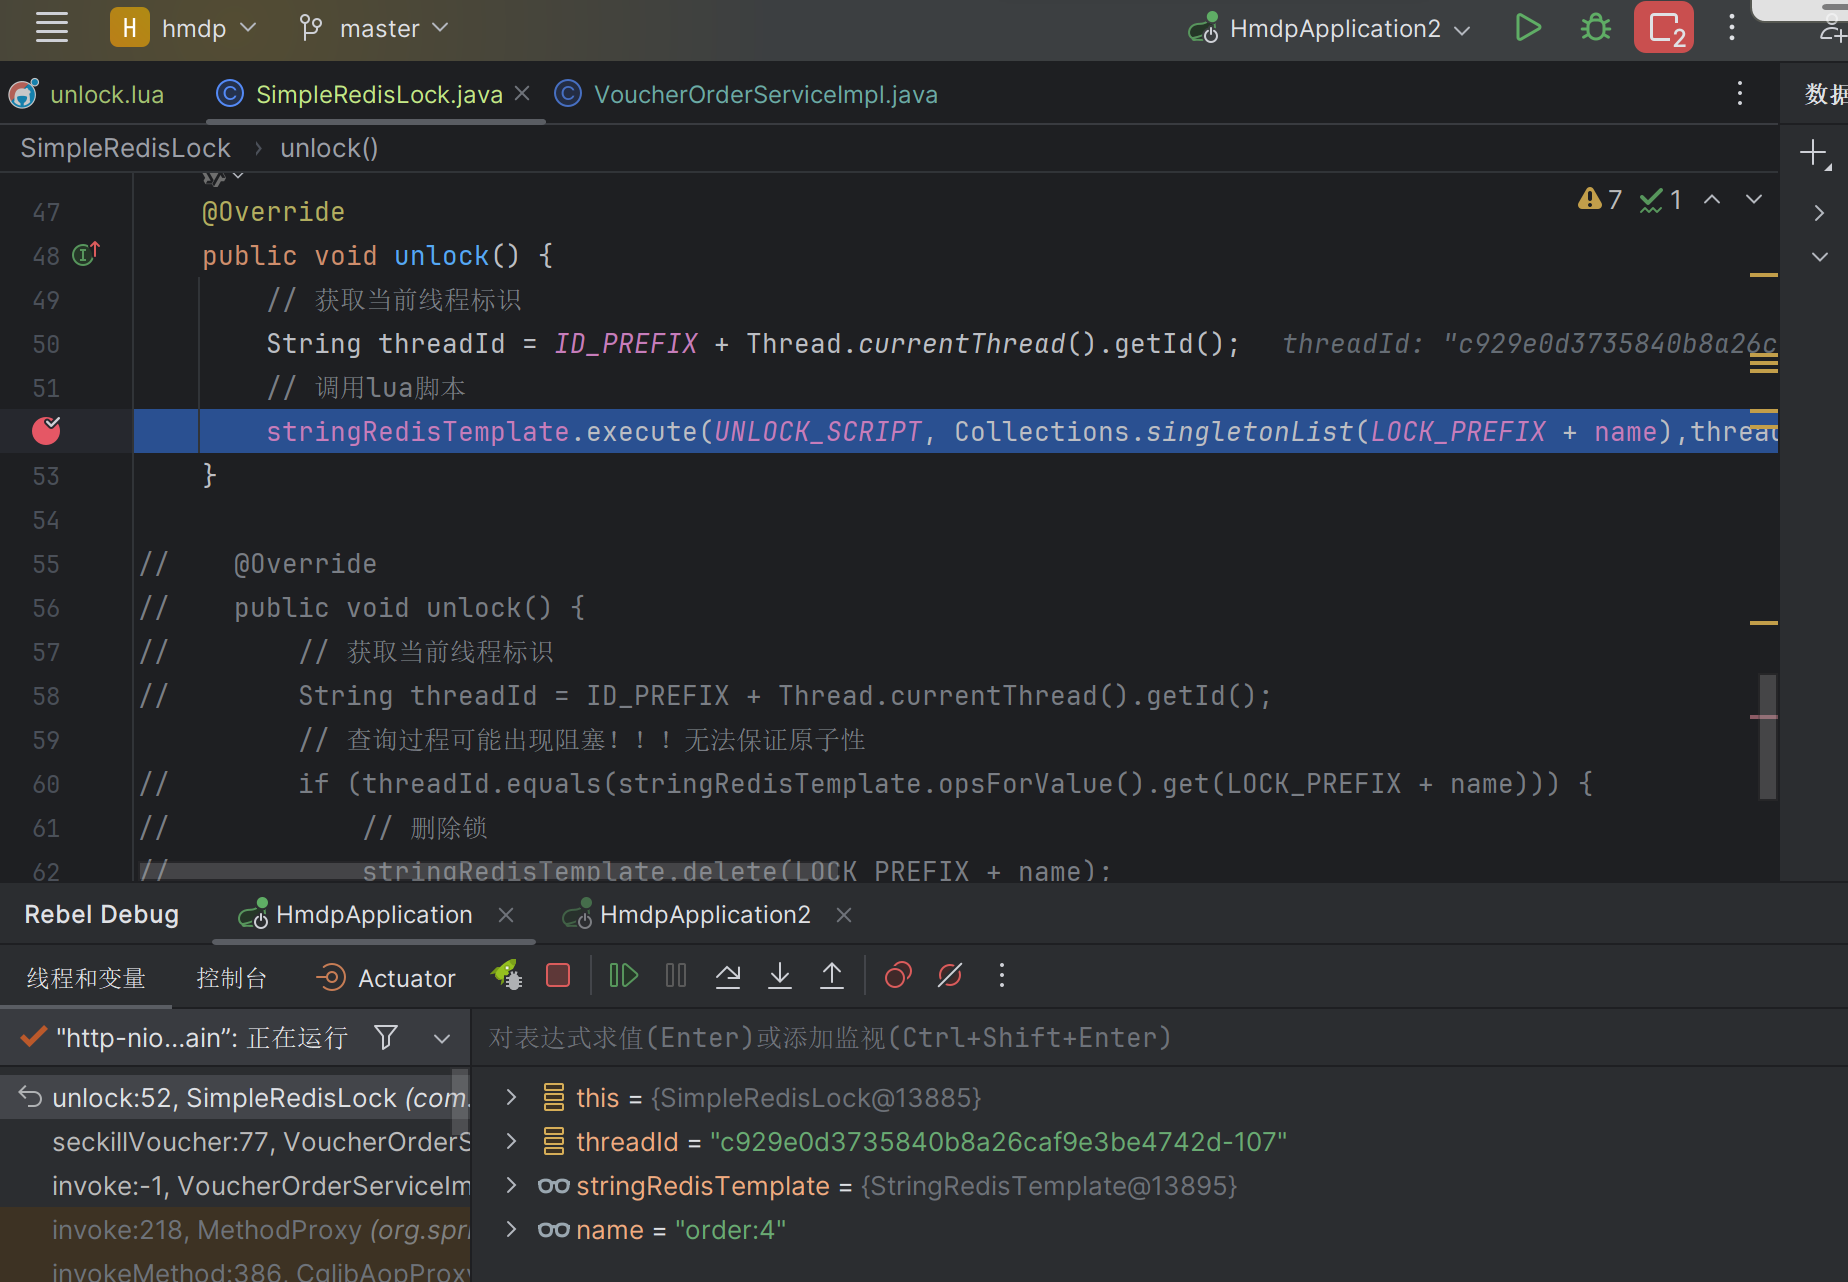 H hmdp master HmdpApplication2 2
unlock.lua SimpleRedisLock.java VoucherOrderServiceImpl.java
SimpleRedisLock › unlock()
7 1
47 @Override
48 public void unlock() {
49 // 获取当前线程标识
50 String threadId = ID_PREFIX + Thread.currentThread().getId(); threadId: "c929e0d3735840b8a26c
51 // 调用lua脚本
stringRedisTemplate.execute(UNLOCK_SCRIPT, Collections.singletonList(LOCK_PREFIX + name),threa
53 }
54
55 // @Override
56 // public void unlock() {
57 // // 获取当前线程标识
58 // String threadId = ID_PREFIX + Thread.currentThread().getId();
59 // 查询过程可能出现阻塞！！！无法保证原子性
60 // if (threadId.equals(stringRedisTemplate.opsForValue().get(LOCK_PREFIX + name))) {
61 // // 删除锁
62 // stringRedisTemplate.delete(LOCK_PREFIX + name);
Rebel Debug HmdpApplication HmdpApplication2
线程和变量 控制台 Actuator
"http-nio...ain": 正在运行 对表达式求值(Enter)或添加监视(Ctrl+Shift+Enter)
unlock:52, SimpleRedisLock (com.
seckillVoucher:77, VoucherOrderS
invoke:-1, VoucherOrderServiceIm
invoke:218, MethodProxy (org.spri
invokeMethod:386, CglibAopProxy
this = {SimpleRedisLock@13885}
threadId = "c929e0d3735840b8a26caf9e3be4742d-107"
stringRedisTemplate = {StringRedisTemplate@13895}
name = "order:4"